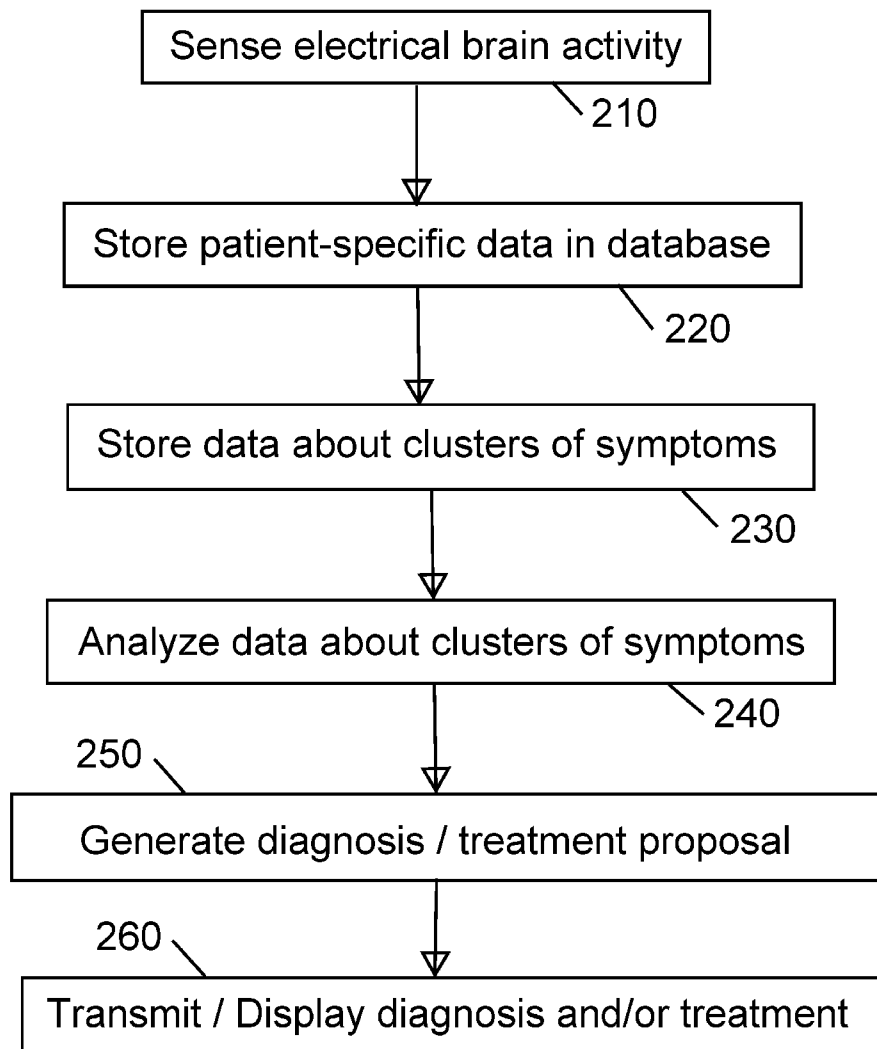 Sense electrical brain activity
210
Store patient-specific data in database
220
Store data about clusters of symptoms
230
Analyze data about clusters of symptoms
240
250
Generate diagnosis / treatment proposal
260
Transmit / Display diagnosis and/or treatment